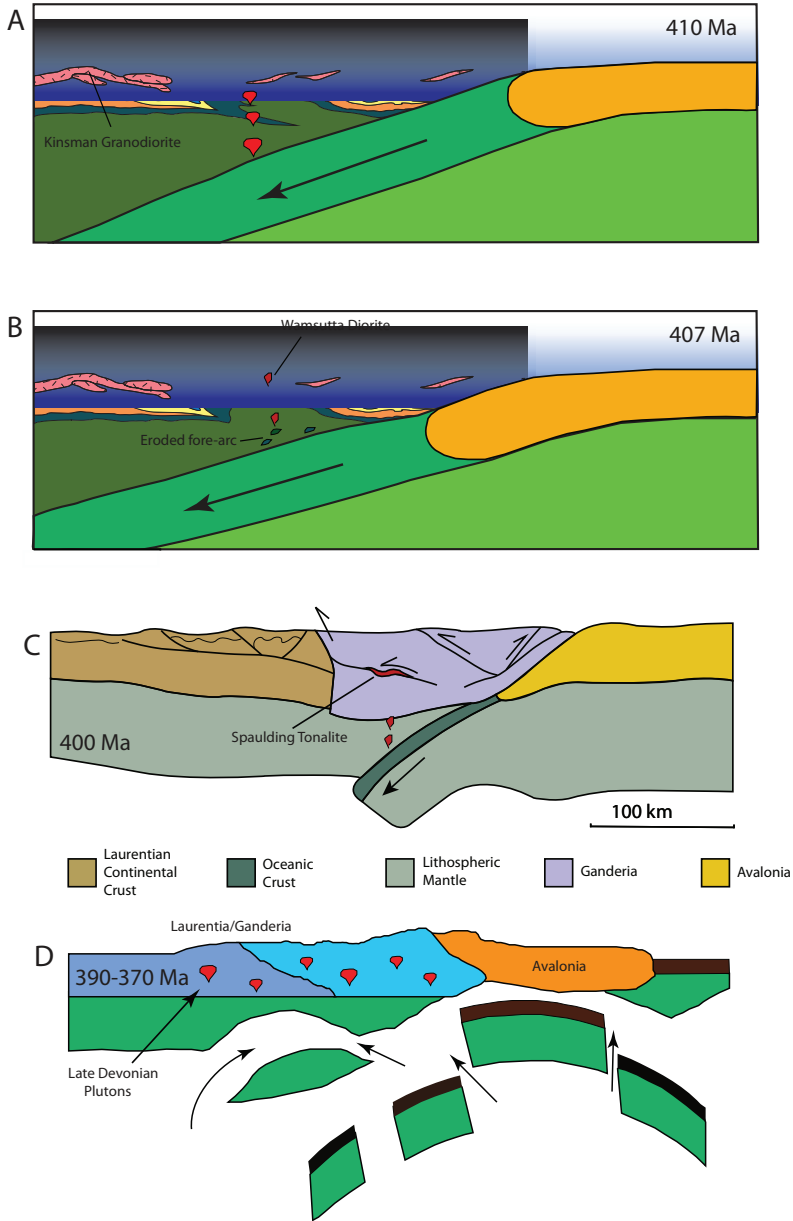 A
410 Ma
Kinsman Granodiorite
B
Wamsutta Diorite
407 Ma
Eroded fore-arc
C
Spaulding Tonalite
400 Ma
100 km
Laurentian
Continental
Crust
Oceanic
Crust
Lithospheric
Mantle
Ganderia
Avalonia
Laurentia/Ganderia
D
390-370 Ma
Avalonia
Late Devonian
Plutons